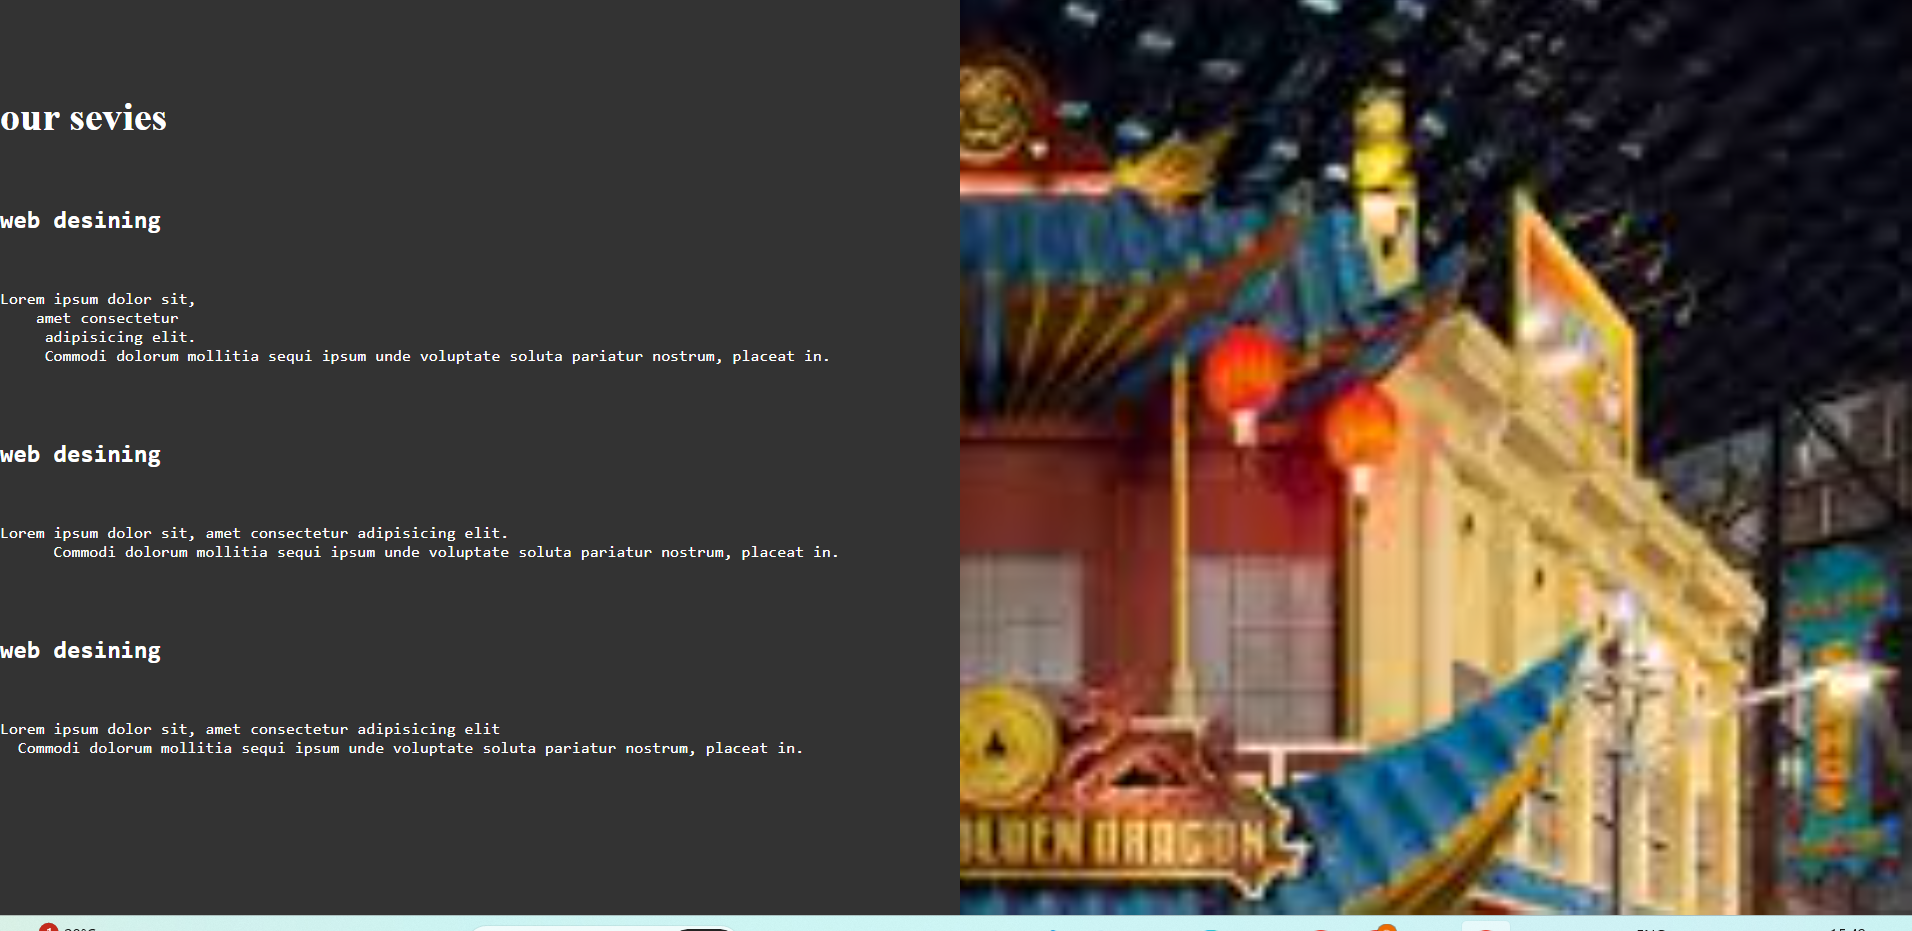 our sevies
web desining
Lorem ipsum dolor sit,
amet consectetur
adipisicing elit.
Commodi dolorum mollitia sequi ipsum unde voluptate soluta pariatur nostrum, placeat in.
web desining
Lorem ipsum dolor sit, amet consectetur adipisicing elit.
Commodi dolorum mollitia sequi ipsum unde voluptate soluta pariatur nostrum, placeat in.
web desining
Lorem ipsum dolor sit, amet consectetur adipisicing elit
Commodi dolorum mollitia sequi ipsum unde voluptate soluta pariatur nostrum, placeat in.
DRAGON